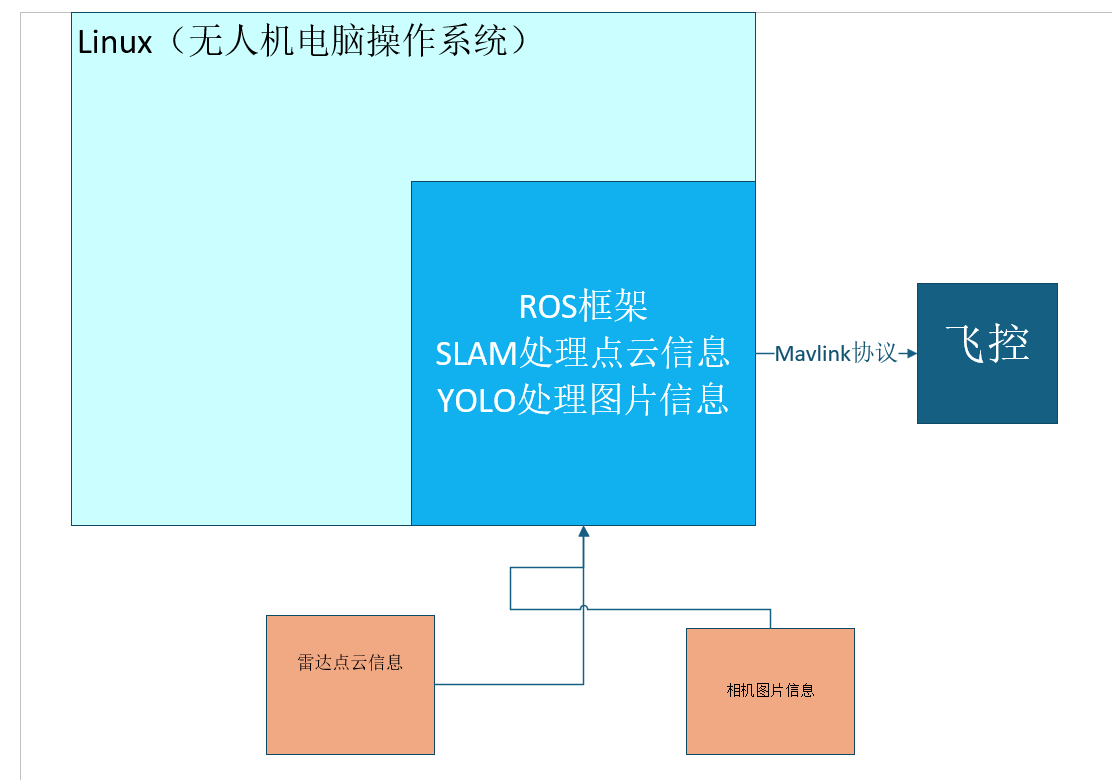 Linux（无人机电脑操作系统）
ROS框架
SLAM处理点云信息
YOLO处理图片信息
Mavlink协议
飞控
雷达点云信息
相机图片信息